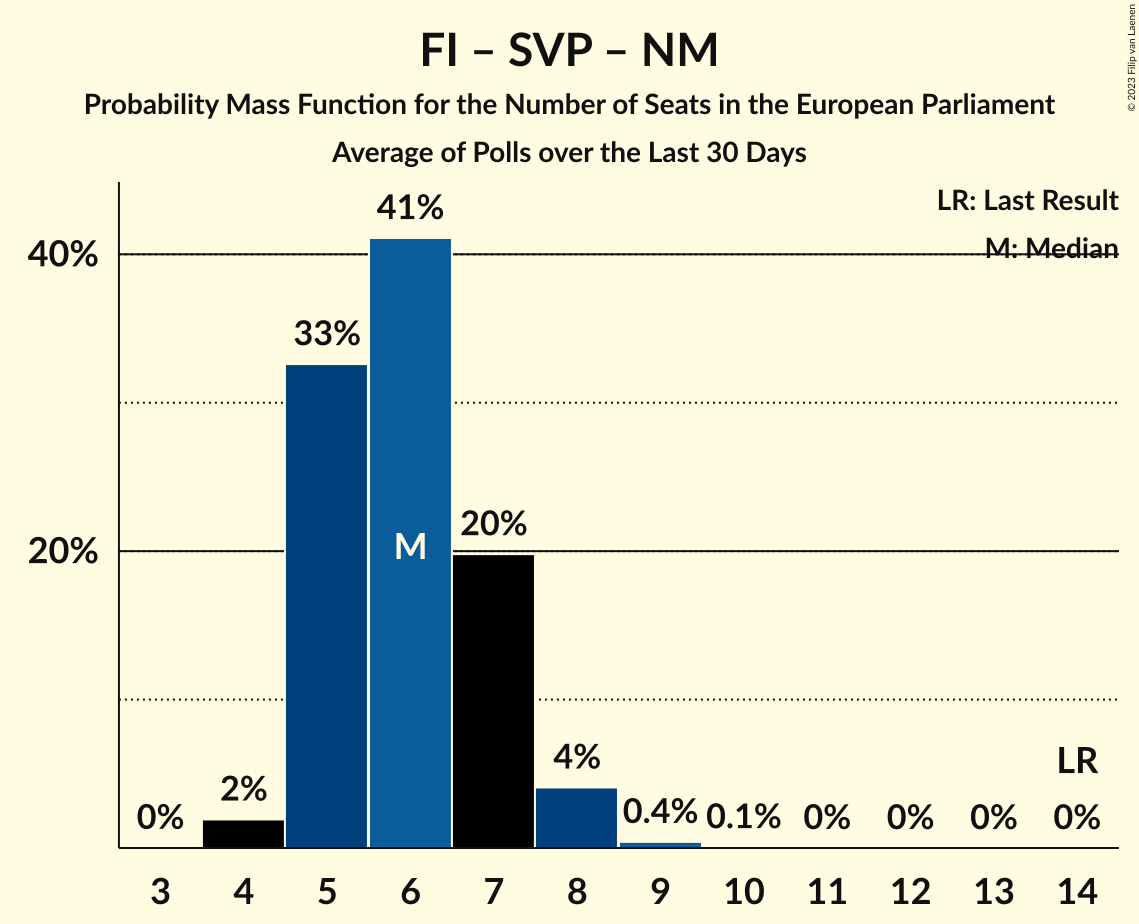 FI – SVP – NM
Probability Mass Function for the Number of Seats in the European Parliament
Average of Polls over the Last 30 Days
© 2023 Filip van Laenen
LR: Last Result
M: Median
40%
20%
0%
2%
33%
41%
M
20%
4%
0.4%
0.1%
0%
0%
0%
LR
0%
3 4 5 6 7 8 9 10 11 12 13 14